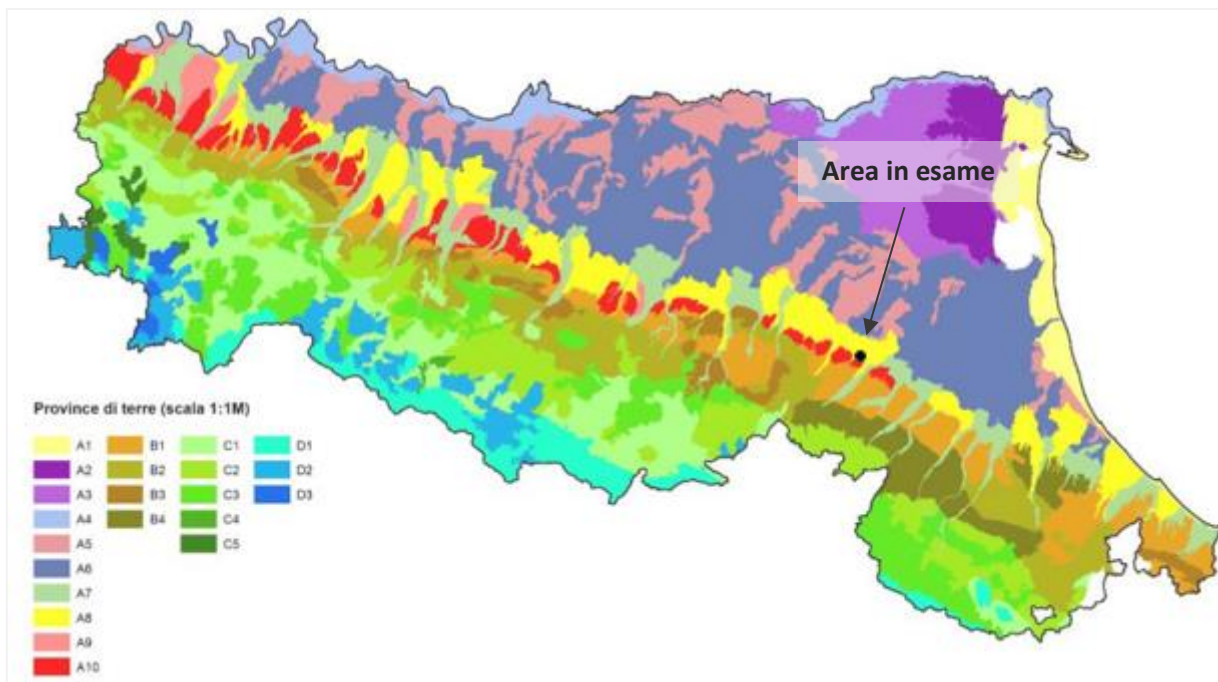 Area in esame
Province di terre (scala 1:1M)
A1 B1 C1 D1
A2 B2 C2 D2
A3 B3 C3 D3
A4 B4 C4
A5 C5
A6
A7
A8
A9
A10